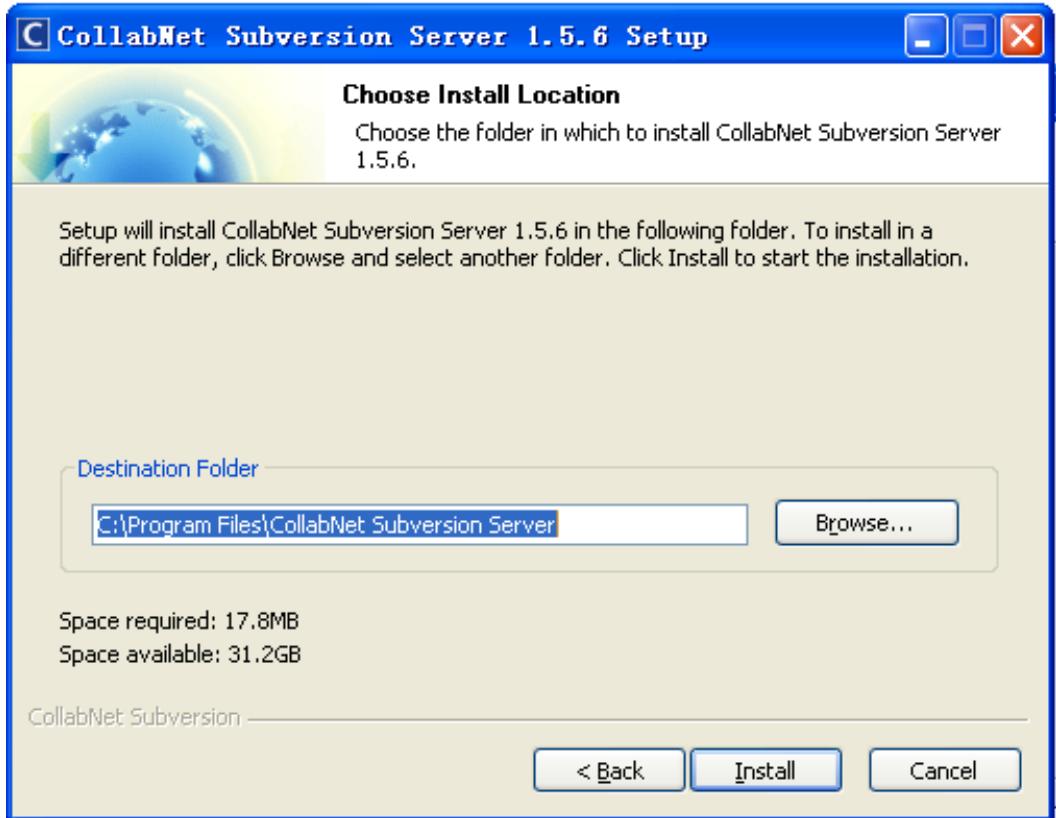 C CollabNet Subversion Server 1.5.6 Setup
Choose Install Location
Choose the folder in which to install CollabNet Subversion Server
1.5.6.
Setup will install CollabNet Subversion Server 1.5.6 in the following folder. To install in a
different folder, click Browse and select another folder. Click Install to start the installation.
Destination Folder
C:\Program Files\CollabNet Subversion Server
Browse...
Space required: 17.8MB
Space available: 31.2GB
CollabNet Subversion
< Back Install Cancel